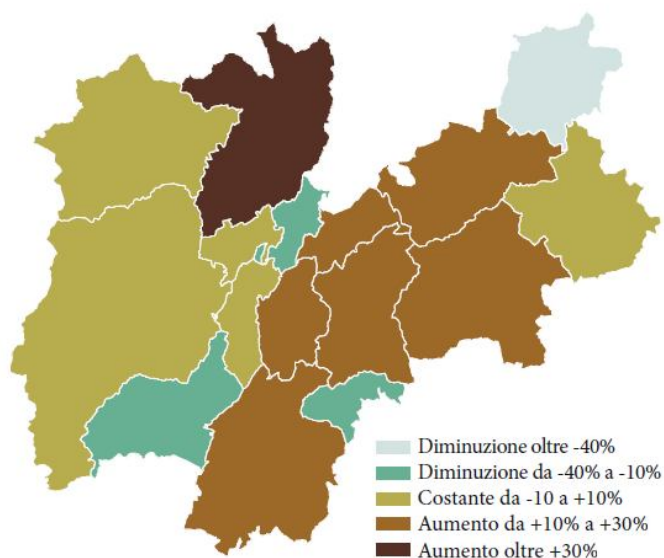 Diminuzione oltre -40%
Diminuzione da -40% a -10%
Costante da -10 a +10%
Aumento da +10% a +30%
Aumento oltre +30%